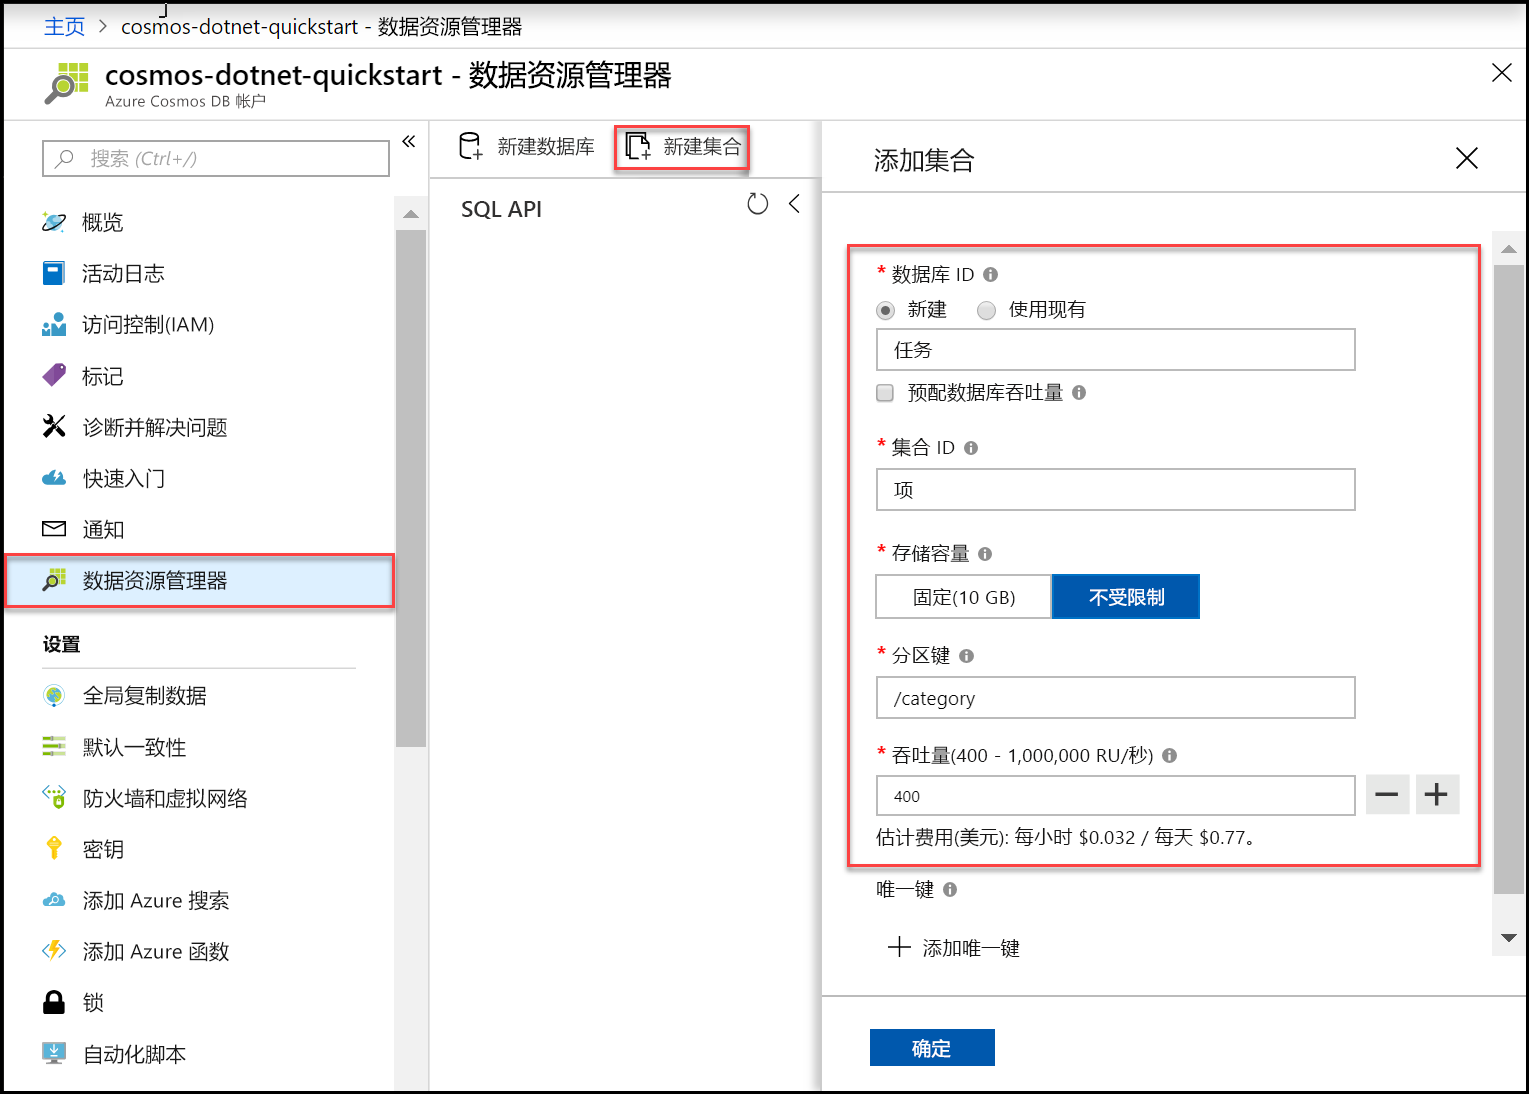 主页 > cosmos-dotnet-quickstart - 数据资源管理器
cosmos-dotnet-quickstart - 数据资源管理器
Azure Cosmos DB 帐户
搜索 (Ctrl+/)
概览
活动日志
访问控制(IAM)
标记
诊断并解决问题
快速入门
通知
数据资源管理器
设置
全局复制数据
默认一致性
防火墙和虚拟网络
密钥
添加 Azure 搜索
添加 Azure 函数
锁
自动化脚本
新建数据库
新建集合
SQL API
添加集合
* 数据库 ID
新建
使用现有
任务
预配数据库吞吐量
* 集合 ID
项
* 存储容量
固定(10 GB)
不受限制
* 分区键
/category
* 吞吐量(400 - 1,000,000 RU/秒)
400
估计费用(美元): 每小时 $0.032 / 每天 $0.77。
唯一键
添加唯一键
确定